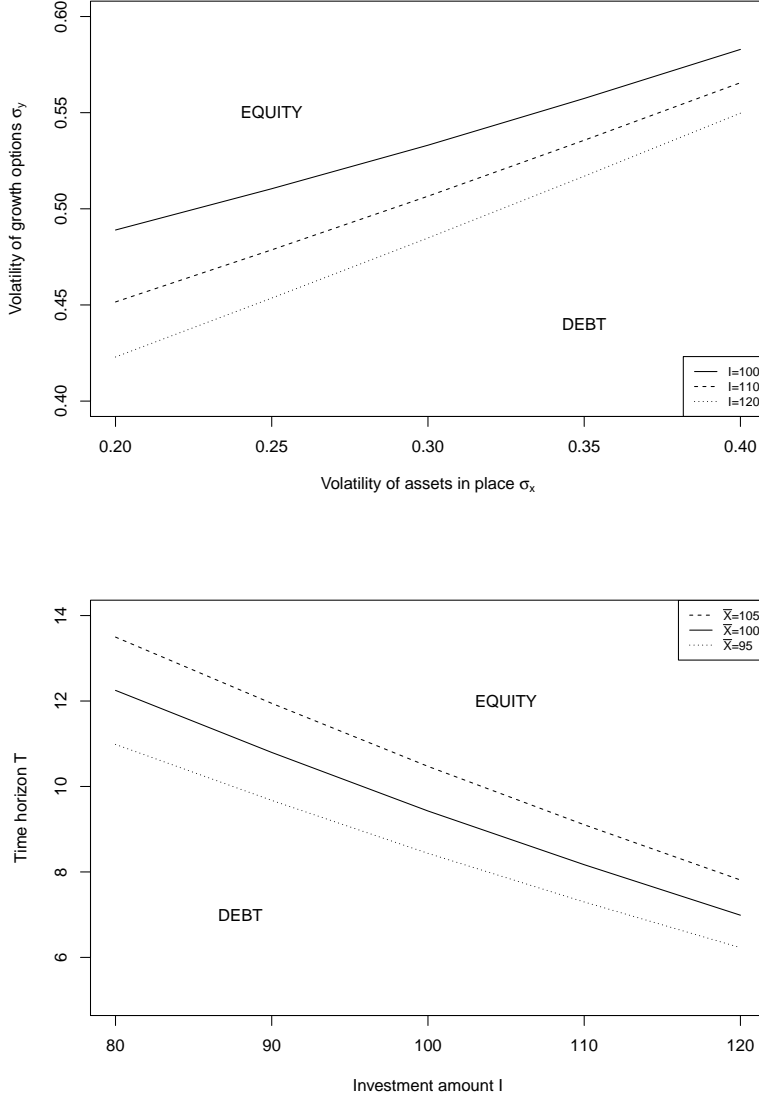 0.60
0.55
0.50
0.45
0.40
Volatility of growth options σy
EQUITY
DEBT
I=100
I=110
I=120
0.20 0.25 0.30 0.35 0.40
Volatility of assets in place σx
14
12
10
8
6
Time horizon T
X̅=105
X̅=100
X̅=95
EQUITY
DEBT
80 90 100 110 120
Investment amount I